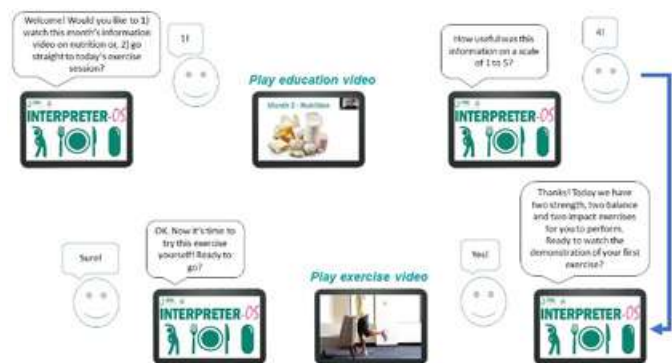 Welcome! Would you like to 1)
watch this month's information
video on nutrition or, 2) go
straight to today's exercise
session?
1!
INTERPRETER-OS
Play education video
Month 2 - Nutrition
How useful was this
information on a scale
of 1 to 5?
4!
INTERPRETER-OS
Sure!
OK. Now it's time to
try this exercise
yourself! Ready to
go?
INTERPRETER-OS
Play exercise video
Yes!
Thanks! Today we have
two strength, two balance
and two impact exercises
for you to perform.
Ready to watch the
demonstration of your first
exercise?
INTERPRETER-OS